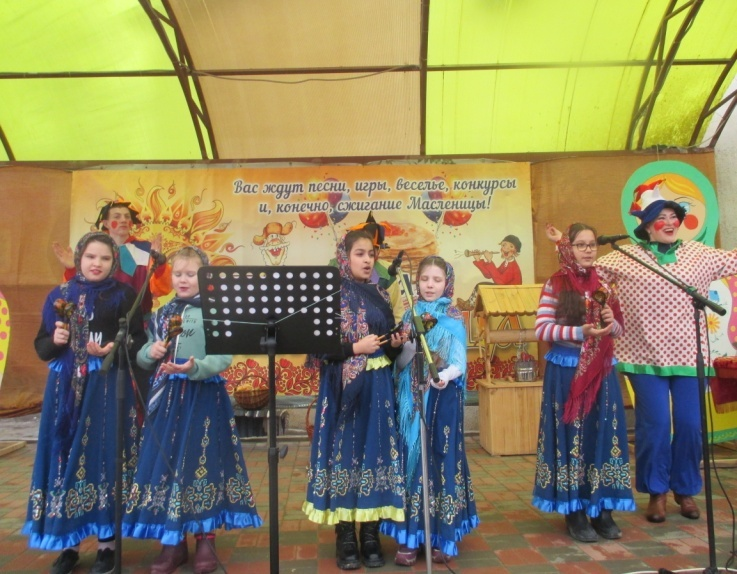 Вас ждут песни, игры, веселье, конкурсы
и, конечно, сжигание Масленицы!